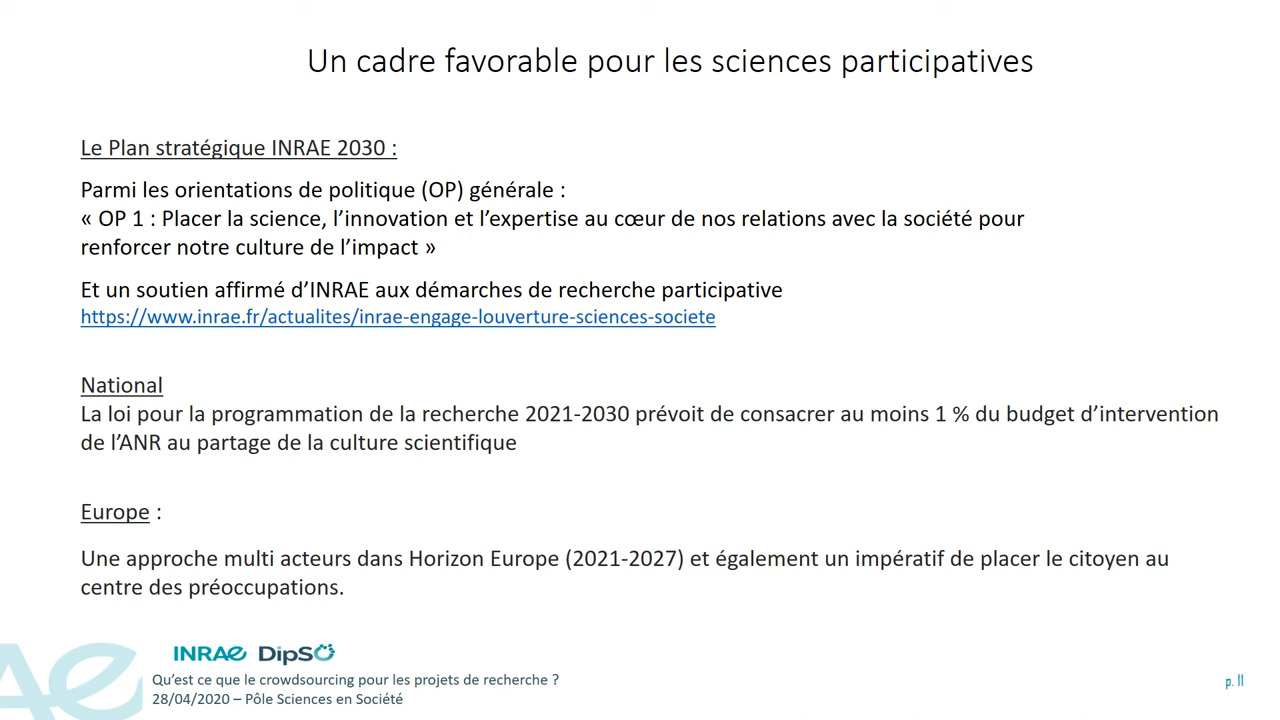 Un cadre favorable pour les sciences participatives
Le Plan stratégique INRAE 2030 :
Parmi les orientations de politique (OP) générale :
« OP 1 : Placer la science, l’innovation et l’expertise au cœur de nos relations avec la société pour
renforcer notre culture de l’impact »
Et un soutien affirmé d’INRAE aux démarches de recherche participative
https://www.inrae.fr/actualites/inrae-engage-louverture-sciences-societe
National
La loi pour la programmation de la recherche 2021-2030 prévoit de consacrer au moins 1 % du budget d’intervention
de l’ANR au partage de la culture scientifique
Europe :
Une approche multi acteurs dans Horizon Europe (2021-2027) et également un impératif de placer le citoyen au
centre des préoccupations.
INRAE DipSO
Qu’est ce que le crowdsourcing pour les projets de recherche ?
28/04/2020 – Pôle Sciences en Société
p. 11